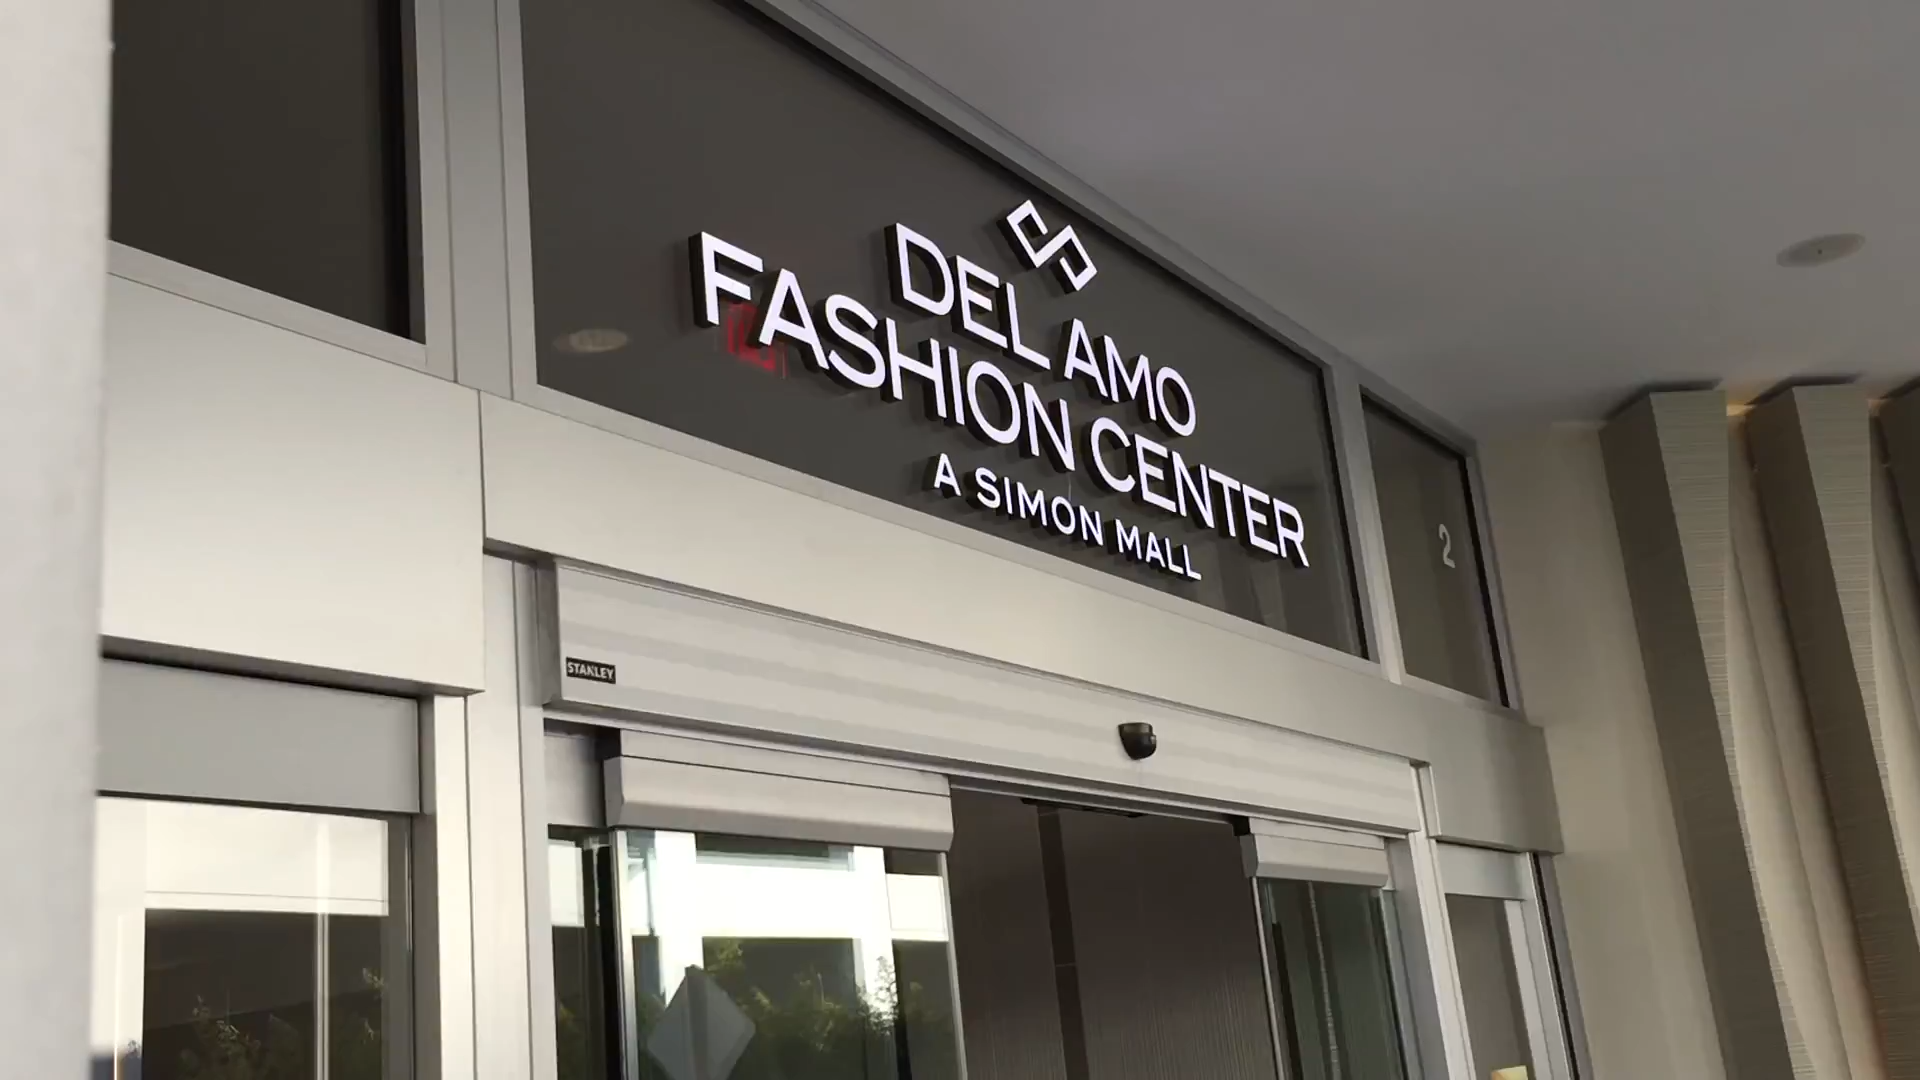 DEL AMO
FASHION CENTER
A SIMON MALL
2
STANLEY